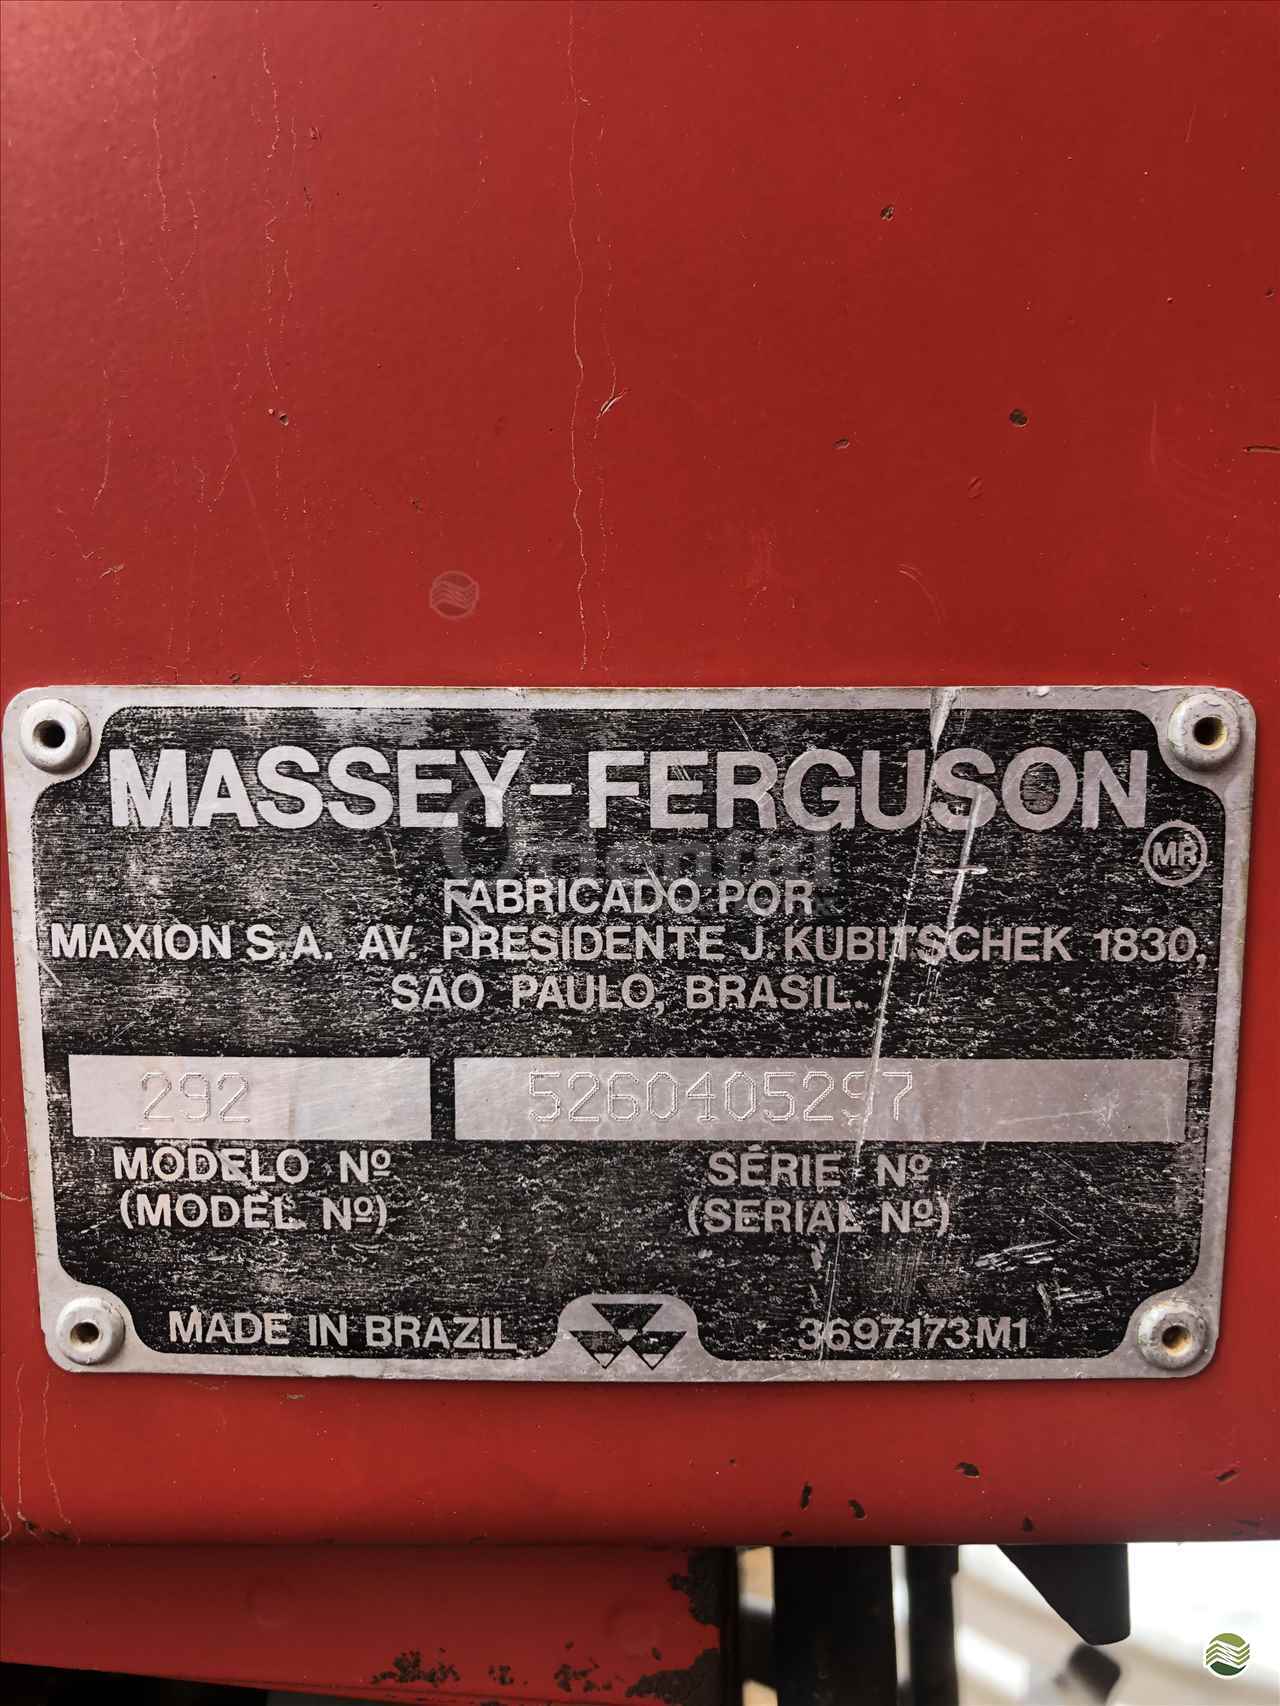 MASSEY-FERGUSON
MR
Oriental
FABRICADO POR
MAXION S.A. AV. PRESIDENTE J. KUBITSCHEK 1830,
SÃO PAULO, BRASIL.
292 5260405297
MODELO Nº SÉRIE Nº
(MODEL Nº) (SERIAL Nº)
MADE IN BRAZIL 3697173M1